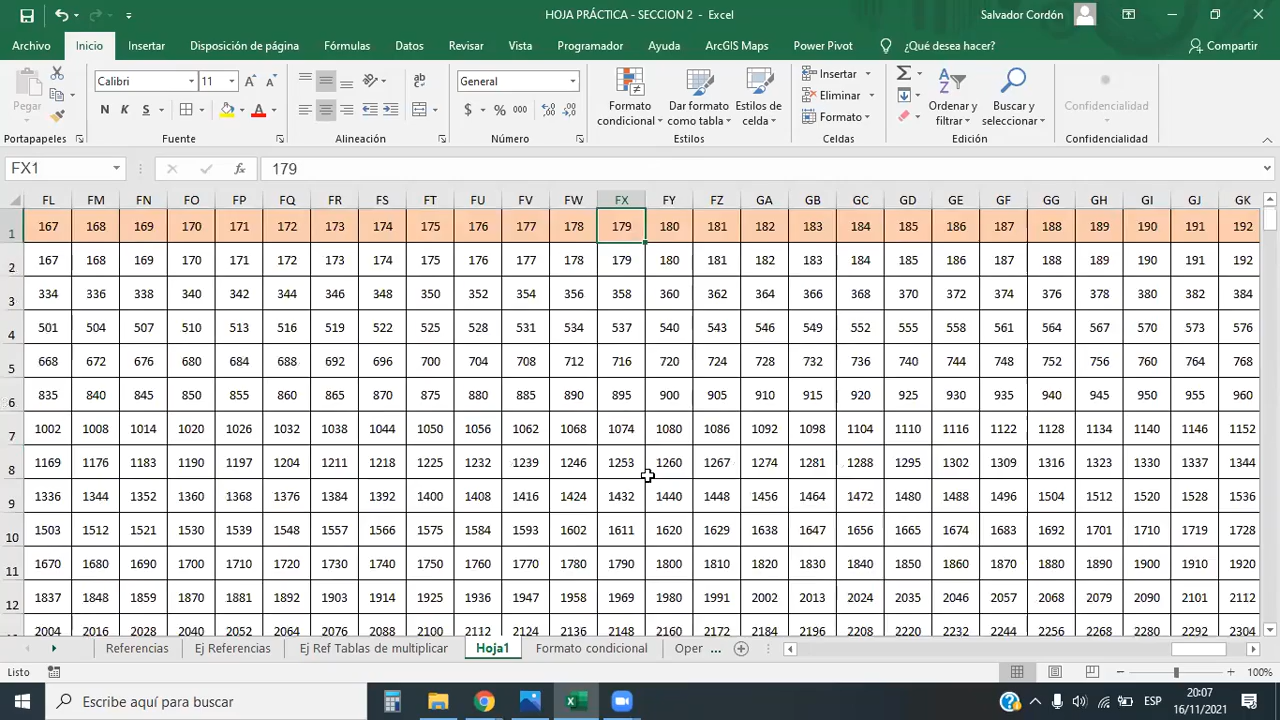 HOJA PRÁCTICA - SECCION 2 - Excel
Salvador Cordón
Archivo Inicio Insertar Disposición de página Fórmulas Datos Revisar Vista Programador Ayuda ArcGIS Maps Power Pivot ¿Qué desea hacer? Compartir
Pegar
Portapapeles
Calibri 11
N K S
Fuente
ab
Alineación
General
$ % 000
Número
Formato condicional
Dar formato como tabla
Estilos de celda
Estilos
Insertar
Eliminar
Formato
Celdas
Ordenar y filtrar
Buscar y seleccionar
Edición
Confidencialidad
Confidencialidad
FX1 fx 179
FL FM FN FO FP FQ FR FS FT FU FV FW FX FY FZ GA GB GC GD GE GF GG GH GI GJ GK
1 167 168 169 170 171 172 173 174 175 176 177 178 179 180 181 182 183 184 185 186 187 188 189 190 191 192
2 167 168 169 170 171 172 173 174 175 176 177 178 179 180 181 182 183 184 185 186 187 188 189 190 191 192
3 334 336 338 340 342 344 346 348 350 352 354 356 358 360 362 364 366 368 370 372 374 376 378 380 382 384
4 501 504 507 510 513 516 519 522 525 528 531 534 537 540 543 546 549 552 555 558 561 564 567 570 573 576
5 668 672 676 680 684 688 692 696 700 704 708 712 716 720 724 728 732 736 740 744 748 752 756 760 764 768
6 835 840 845 850 855 860 865 870 875 880 885 890 895 900 905 910 915 920 925 930 935 940 945 950 955 960
7 1002 1008 1014 1020 1026 1032 1038 1044 1050 1056 1062 1068 1074 1080 1086 1092 1098 1104 1110 1116 1122 1128 1134 1140 1146 1152
8 1169 1176 1183 1190 1197 1204 1211 1218 1225 1232 1239 1246 1253 1260 1267 1274 1281 1288 1295 1302 1309 1316 1323 1330 1337 1344
9 1336 1344 1352 1360 1368 1376 1384 1392 1400 1408 1416 1424 1432 1440 1448 1456 1464 1472 1480 1488 1496 1504 1512 1520 1528 1536
10 1503 1512 1521 1530 1539 1548 1557 1566 1575 1584 1593 1602 1611 1620 1629 1638 1647 1656 1665 1674 1683 1692 1701 1710 1719 1728
11 1670 1680 1690 1700 1710 1720 1730 1740 1750 1760 1770 1780 1790 1800 1810 1820 1830 1840 1850 1860 1870 1880 1890 1900 1910 1920
12 1837 1848 1859 1870 1881 1892 1903 1914 1925 1936 1947 1958 1969 1980 1991 2002 2013 2024 2035 2046 2057 2068 2079 2090 2101 2112
2004 2016 2028 2040 2052 2064 2076 2088 2100 2112 2124 2136 2148 2160 2172 2184 2196 2208 2220 2232 2244 2256 2268 2280 2292 2304
Referencias Ej Referencias Ej Ref Tablas de multiplicar Hoja1 Formato condicional Oper ...
Listo 100%
Escribe aquí para buscar
ESP
20:07
16/11/2021